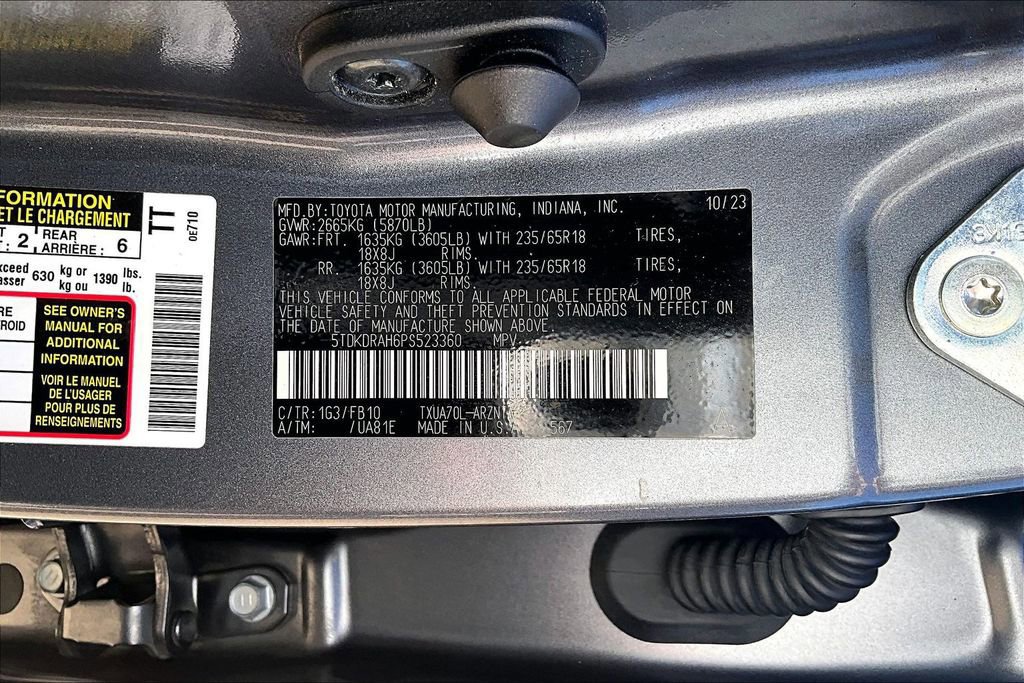 FORMATION
ET LE CHARGEMENT
2 REAR ARRIÈRE: 6
xceed 630 kg or 1390 lbs.
asser kg ou lb.
SEE OWNER'S
MANUAL FOR
ADDITIONAL
INFORMATION
VOIR LE MANUEL
DE L'USAGER
POUR PLUS DE
RENSEIGNEMENTS
TT
0E710
MFD.BY:TOYOTA MOTOR MANUFACTURING, INDIANA, INC. 10/23
GVWR:2665KG (5870LB)
GAWR:FRT. 1635KG (3605LB) WITH 235/65R18 TIRES,
18X8J RIMS.
RR. 1635KG (3605LB) WITH 235/65R18 TIRES,
18X8J RIMS.
THIS VEHICLE CONFORMS TO ALL APPLICABLE FEDERAL MOTOR
VEHICLE SAFETY AND THEFT PREVENTION STANDARDS IN EFFECT ON
THE DATE OF MANUFACTURE SHOWN ABOVE.
5TDKDRAH6PS523360 MPV
C/TR:1G3/FB10 TXUA70L-ARZN
A/TM: /UA81E MADE IN U.S. 567